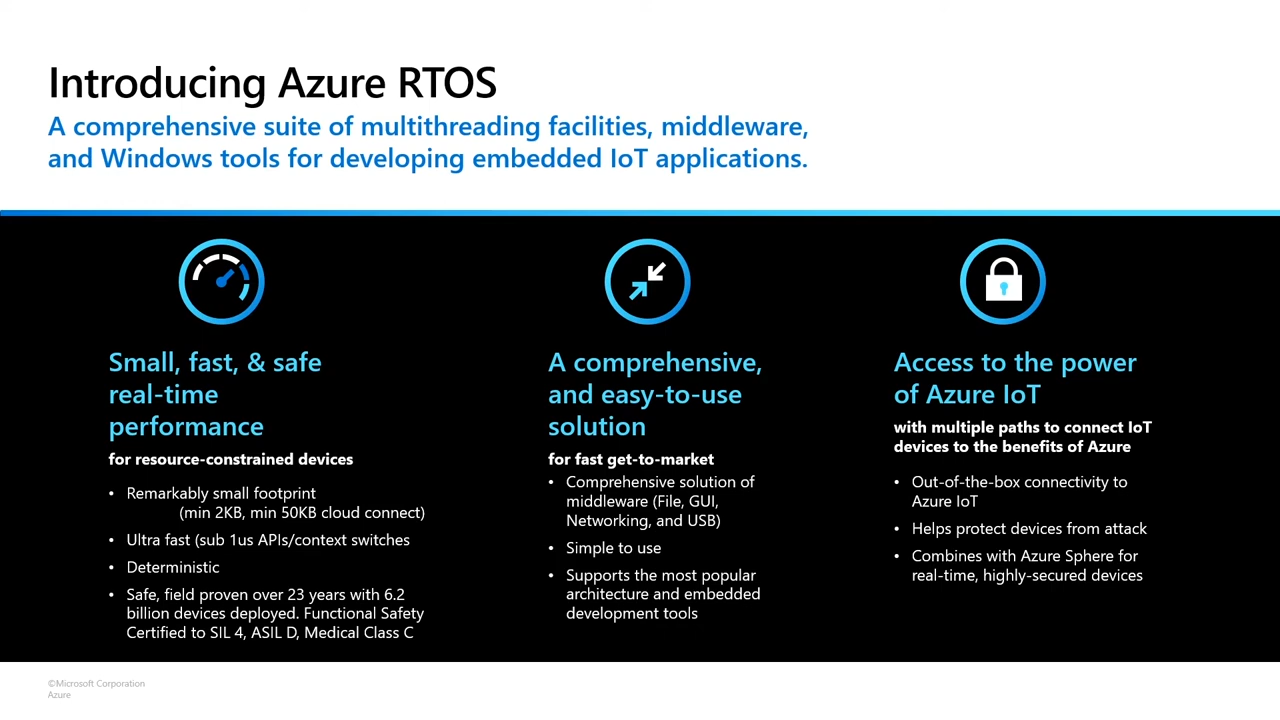 Introducing Azure RTOS
A comprehensive suite of multithreading facilities, middleware,
and Windows tools for developing embedded IoT applications.
Small, fast, & safe
real-time
performance
for resource-constrained devices
• Remarkably small footprint
(min 2KB, min 50KB cloud connect)
• Ultra fast (sub 1us APIs/context switches
• Deterministic
• Safe, field proven over 23 years with 6.2
billion devices deployed. Functional Safety
Certified to SIL 4, ASIL D, Medical Class C
A comprehensive,
and easy-to-use
solution
for fast get-to-market
• Comprehensive solution of
middleware (File, GUI,
Networking, and USB)
• Simple to use
• Supports the most popular
architecture and embedded
development tools
Access to the power
of Azure IoT
with multiple paths to connect IoT
devices to the benefits of Azure
• Out-of-the-box connectivity to
Azure IoT
• Helps protect devices from attack
• Combines with Azure Sphere for
real-time, highly-secured devices
©Microsoft Corporation
Azure